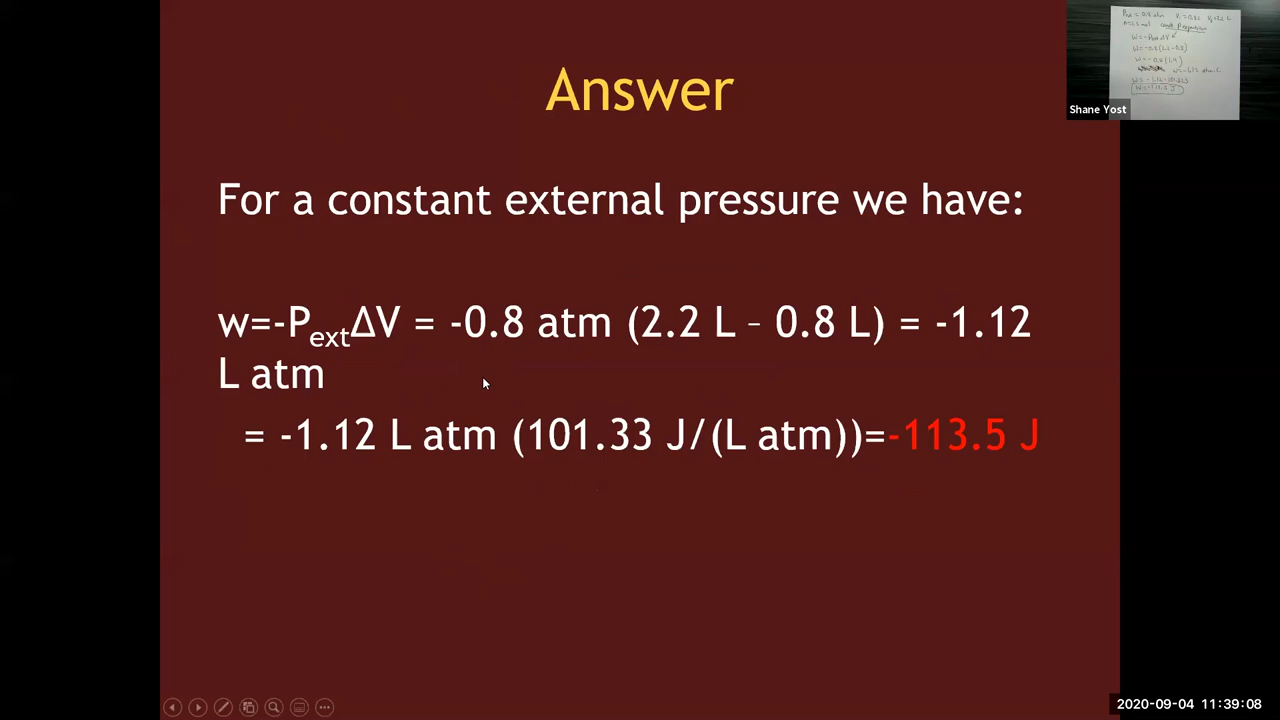 Answer
For a constant external pressure we have:
w=-PextΔV = -0.8 atm (2.2 L – 0.8 L) = -1.12
L atm
= -1.12 L atm (101.33 J/(L atm))=-113.5 J
Shane Yost
2020-09-04 11:39:08